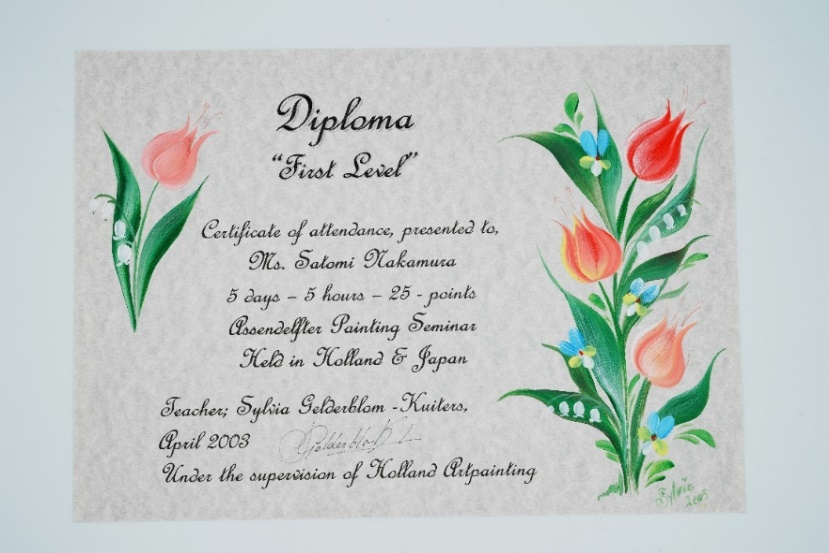 Diploma
"First Level"
Certificate of attendance, presented to,
Ms. Satomi Nakamura
5 days – 5 hours – 25 - points
Assendelfter Painting Seminar
Held in Holland & Japan
Teacher; Sylvia Gelderblom -Kuiters,
April 2003
Gelderblom
Under the supervision of Holland Artpainting
Sylvia
2003